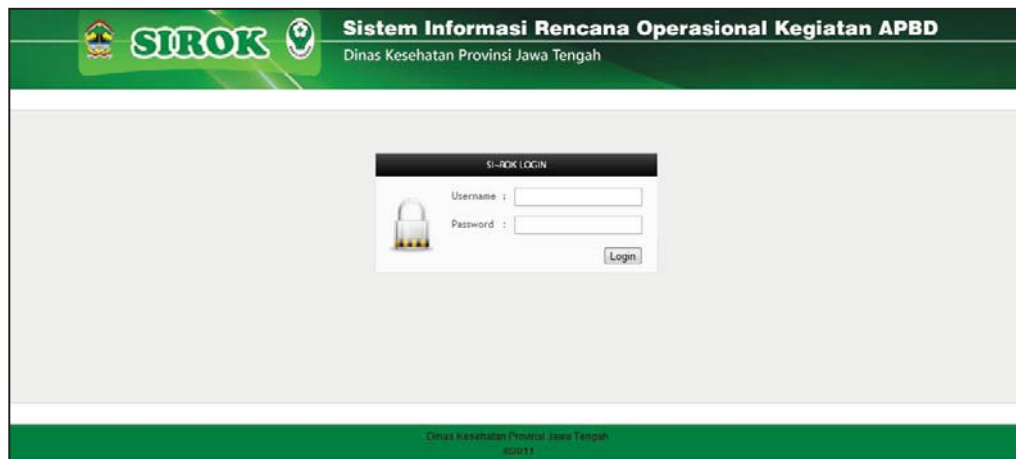 SIROK
Sistem Informasi Rencana Operasional Kegiatan APBD
Dinas Kesehatan Provinsi Jawa Tengah
SI-ROK LOGIN
Username :
Password :
Login
Dinas Kesehatan Provinsi Jawa Tengah
©2011